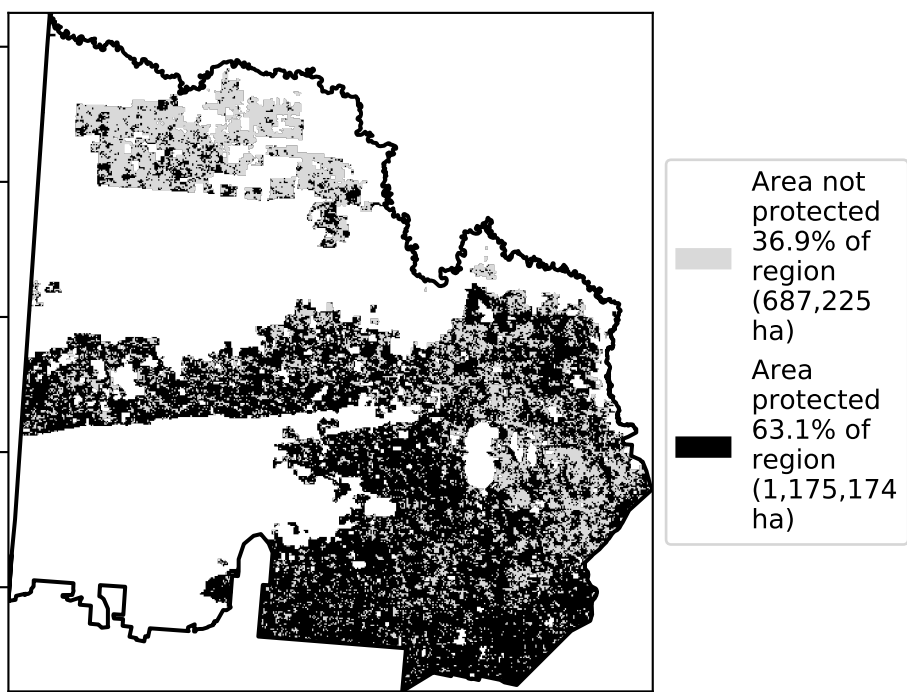 Area not
protected
36.9% of
region
(687,225
ha)
Area
protected
63.1% of
region
(1,175,174
ha)